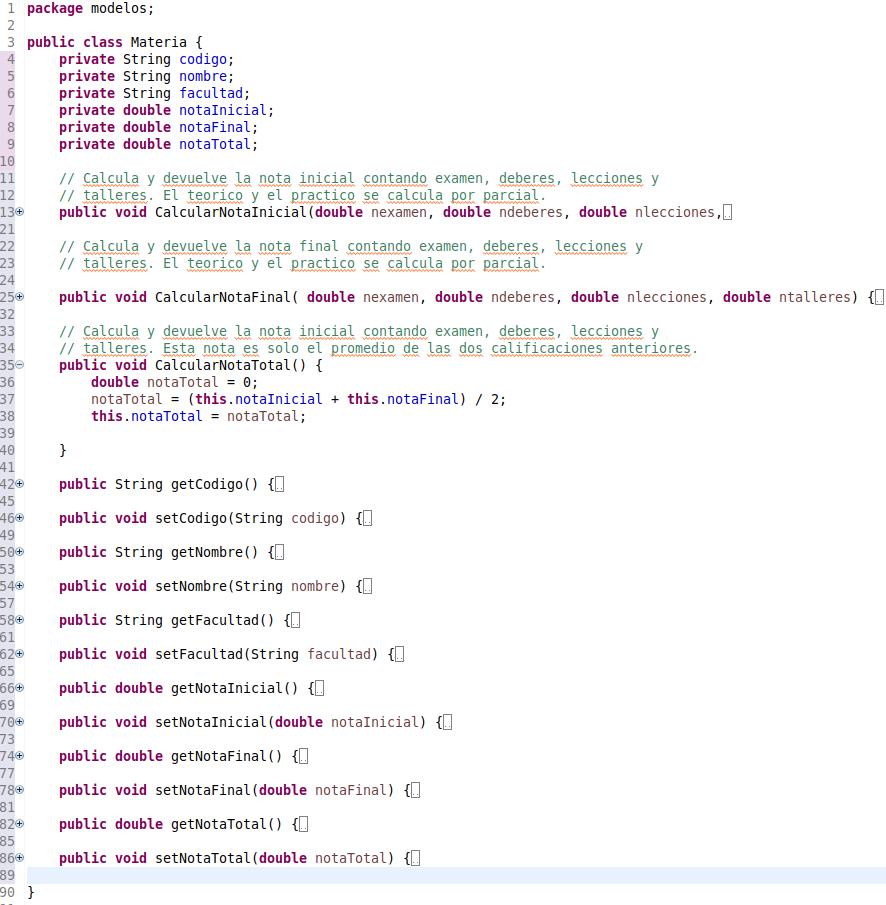 1 package modelos;
2
3 public class Materia {
4     private String codigo;
5     private String nombre;
6     private String facultad;
7     private double notaInicial;
8     private double notaFinal;
9     private double notaTotal;
10
11     // Calcula y devuelve la nota inicial contando examen, deberes, lecciones y
12     // talleres. El teorico y el practico se calcula por parcial.
13     public void CalcularNotaInicial(double nexamen, double ndeberes, double nlecciones,
21
22     // Calcula y devuelve la nota final contando examen, deberes, lecciones y
23     // talleres. El teorico y el practico se calcula por parcial.
24
25     public void CalcularNotaFinal( double nexamen, double ndeberes, double nlecciones, double ntalleres) {
32
33     // Calcula y devuelve la nota inicial contando examen, deberes, lecciones y
34     // talleres. Esta nota es solo el promedio de las dos calificaciones anteriores.
35     public void CalcularNotaTotal() {
36         double notaTotal = 0;
37         notaTotal = (this.notaInicial + this.notaFinal) / 2;
38         this.notaTotal = notaTotal;
39
40     }
41
42     public String getCodigo() {
45
46     public void setCodigo(String codigo) {
49
50     public String getNombre() {
53
54     public void setNombre(String nombre) {
57
58     public String getFacultad() {
61
62     public void setFacultad(String facultad) {
65
66     public double getNotaInicial() {
69
70     public void setNotaInicial(double notaInicial) {
73
74     public double getNotaFinal() {
77
78     public void setNotaFinal(double notaFinal) {
81
82     public double getNotaTotal() {
85
86     public void setNotaTotal(double notaTotal) {
89
90 }